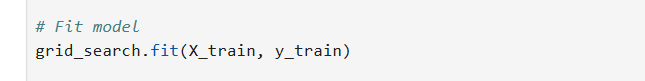 # Fit model
grid_search.fit(X_train, y_train)